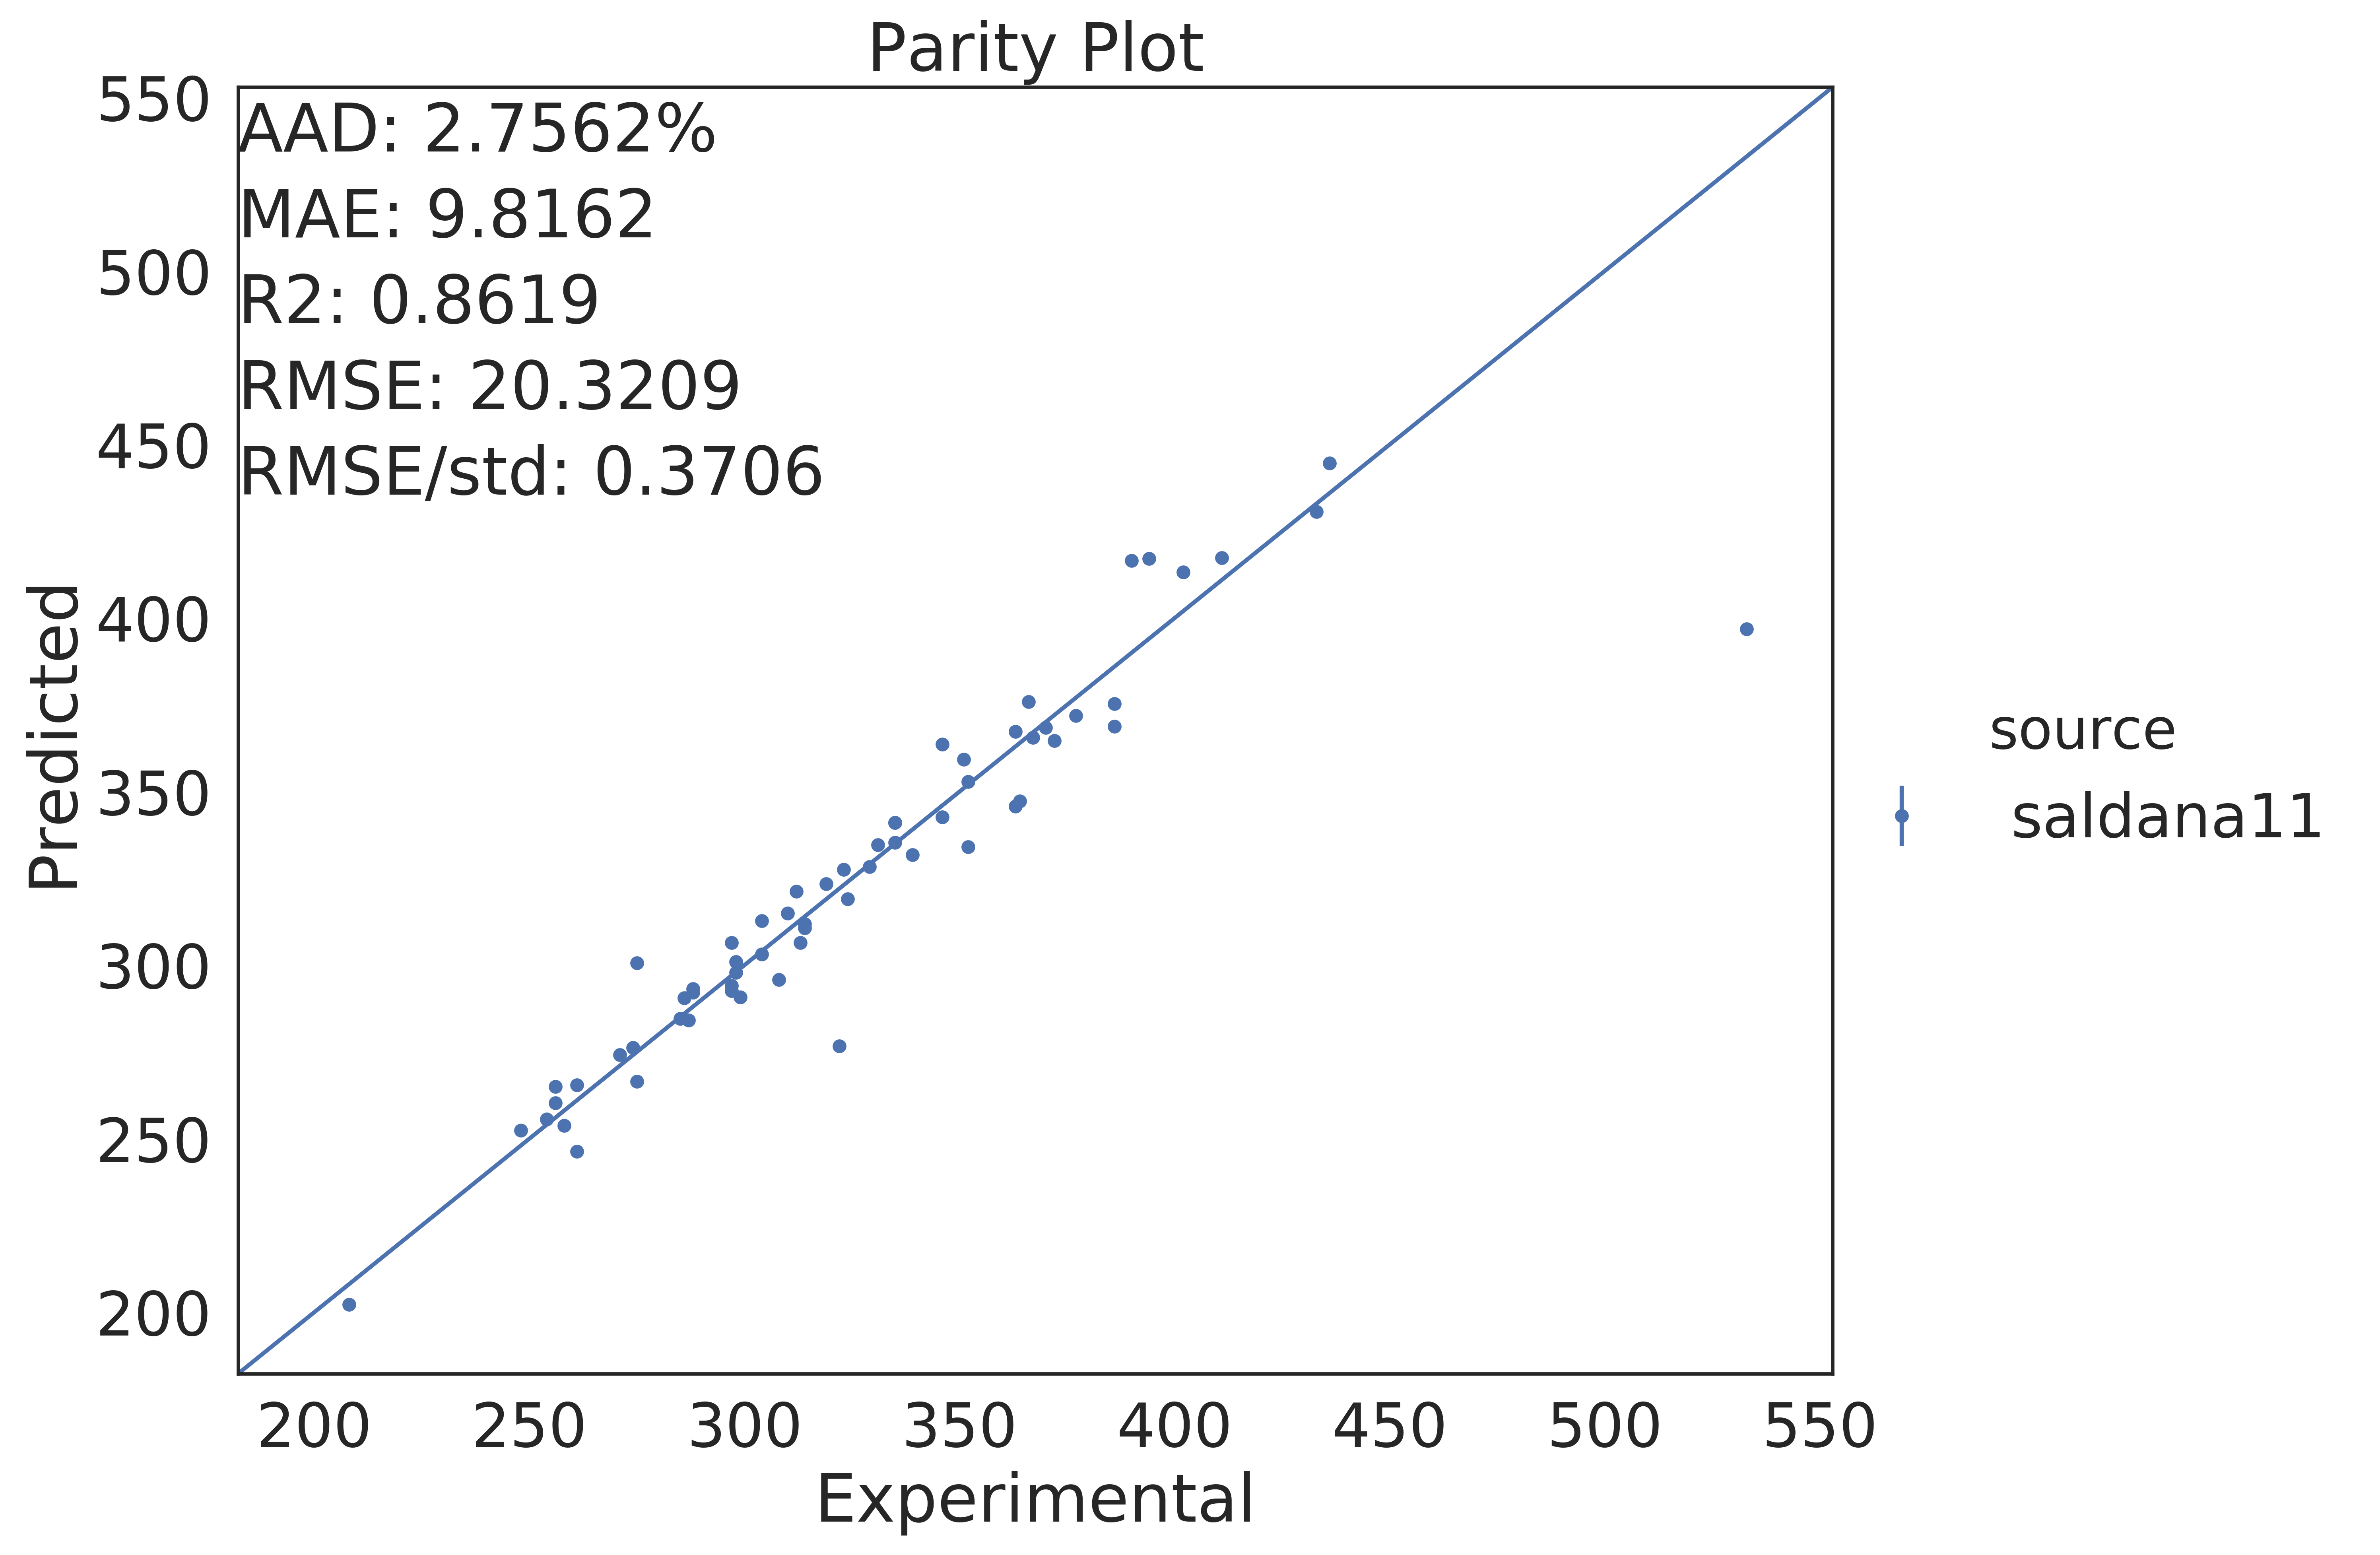 Parity Plot
550
500
450
400
350
300
250
200
Predicted
AAD: 2.7562%
MAE: 9.8162
R2: 0.8619
RMSE: 20.3209
RMSE/std: 0.3706
source
saldana11
200 250 300 350 400 450 500 550
Experimental